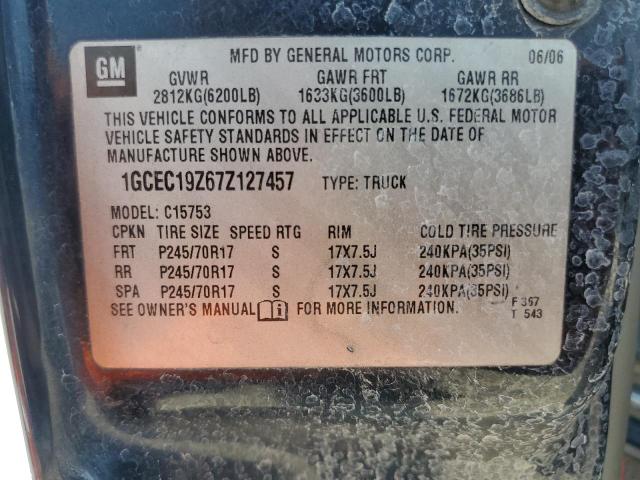 GM
MFD BY GENERAL MOTORS CORP. 06/06
GVWR GAWR FRT GAWR RR
2812KG(6200LB) 1633KG(3600LB) 1672KG(3686LB)
THIS VEHICLE CONFORMS TO ALL APPLICABLE U.S. FEDERAL MOTOR
VEHICLE SAFETY STANDARDS IN EFFECT ON THE DATE OF
MANUFACTURE SHOWN ABOVE.
1GCEC19Z67Z127457 TYPE: TRUCK
MODEL: C15753
CPKN TIRE SIZE SPEED RTG RIM COLD TIRE PRESSURE
FRT P245/70R17 S 17X7.5J 240KPA(35PSI)
RR P245/70R17 S 17X7.5J 240KPA(35PSI)
SPA P245/70R17 S 17X7.5J 240KPA(35PSI)
SEE OWNER'S MANUAL FOR MORE INFORMATION.
F 367
T 543